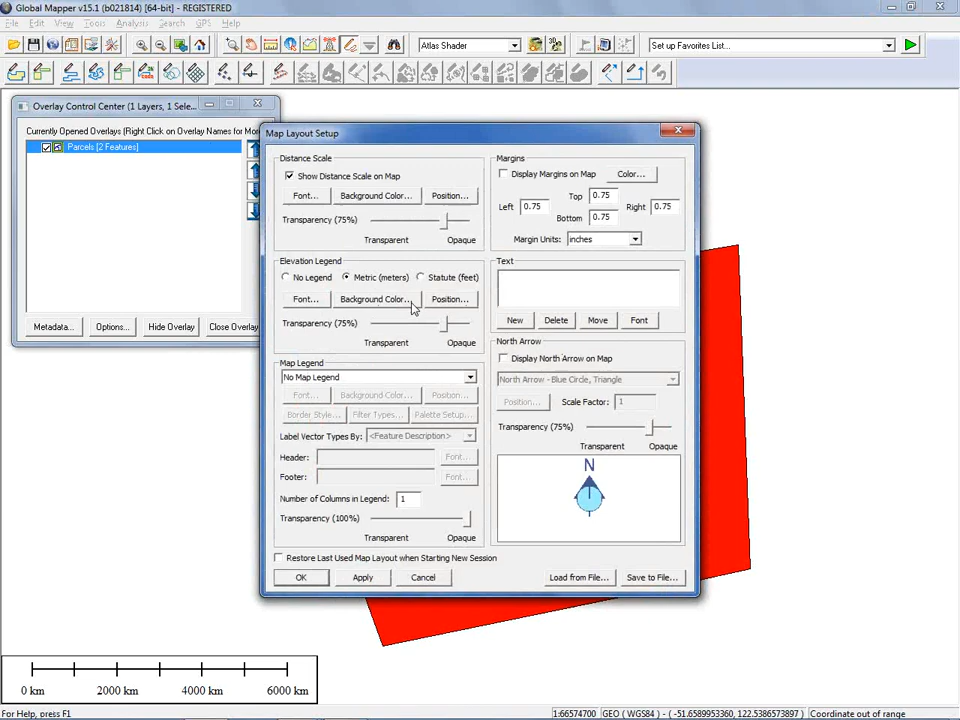 Global Mapper v15.1 (b021814) [64-bit] - REGISTERED
File Edit View Tools Analysis Search GPS Help
Atlas Shader
Set up Favorites List...
Overlay Control Center (1 Layers, 1 Sele...
Currently Opened Overlays (Right Click on Overlay Names for Mor
Parcels [2 Features]
Metadata... Options... Hide Overlay Close Overlay
Map Layout Setup
Distance Scale
Show Distance Scale on Map
Font... Background Color... Position...
Transparency (75%)
Transparent Opaque
Elevation Legend
No Legend Metric (meters) Statute (feet)
Font... Background Color... Position...
Transparency (75%)
Transparent Opaque
Map Legend
No Map Legend
Font... Background Color... Position...
Border Style... Filter Types... Palette Setup...
Label Vector Types By: <Feature Description>
Header: Font...
Footer: Font...
Number of Columns in Legend: 1
Transparency (100%)
Transparent Opaque
Margins
Display Margins on Map Color...
Top 0.75
Left 0.75 Right 0.75
Bottom 0.75
Margin Units: inches
Text
New Delete Move Font
North Arrow
Display North Arrow on Map
North Arrow - Blue Circle, Triangle
Position... Scale Factor: 1
Transparency (75%)
Transparent Opaque
N
Restore Last Used Map Layout when Starting New Session
OK Apply Cancel Load from File... Save to File...
0 km 2000 km 4000 km 6000 km
For Help, press F1 1:66574700 GEO ( WGS84 ) - ( -51.6589953360, 122.5386573897 ) Coordinate out of range